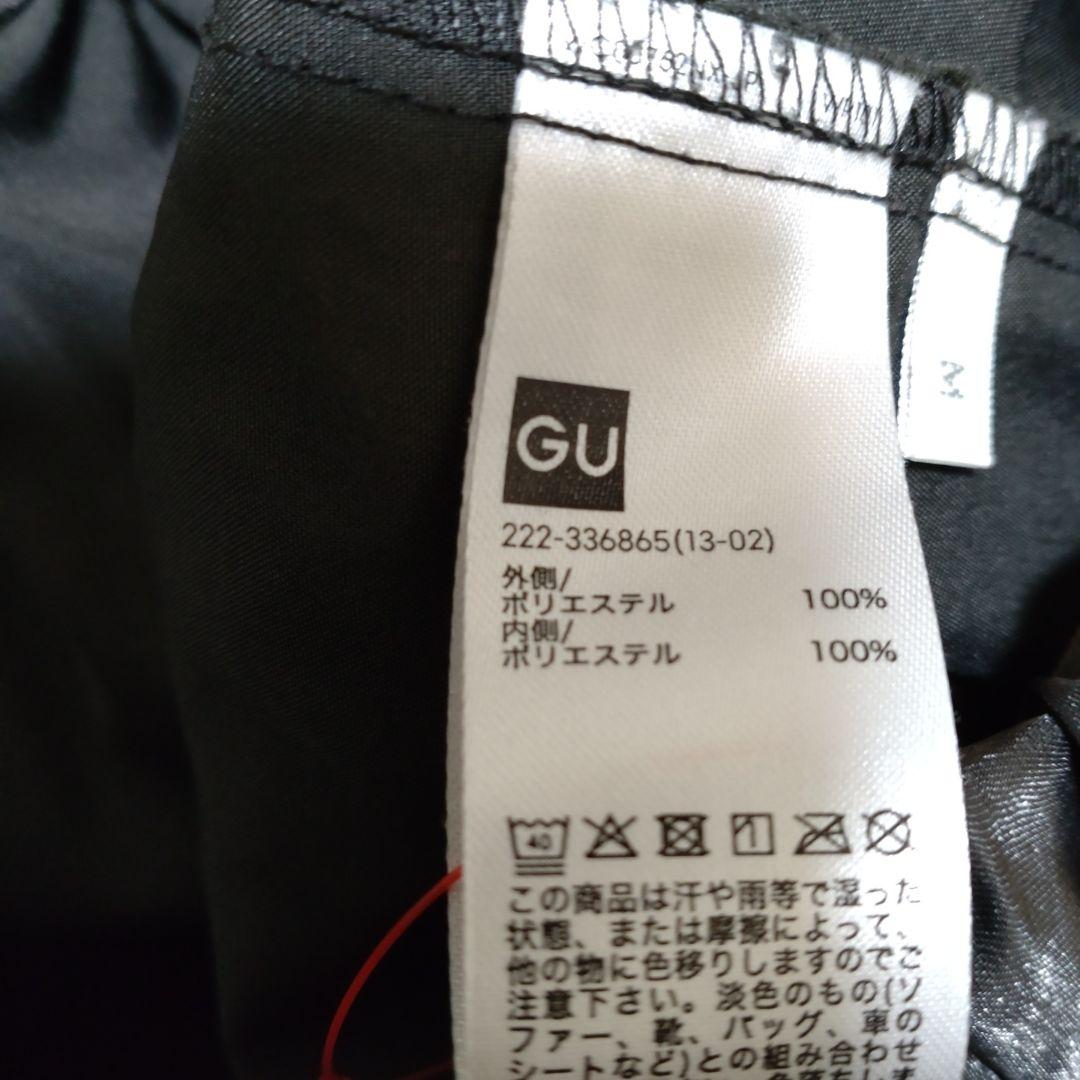 M
GU
222-336865(13-02)
外側/
ポリエステル 100%
内側/
ポリエステル 100%
40
この商品は汗や雨等で湿った
状態、または摩擦によって、
他の物に色移りしますのでご
注意下さい。淡色のもの(ソ
ファー、靴、バッグ、車の
シートなど)との組み合わせ